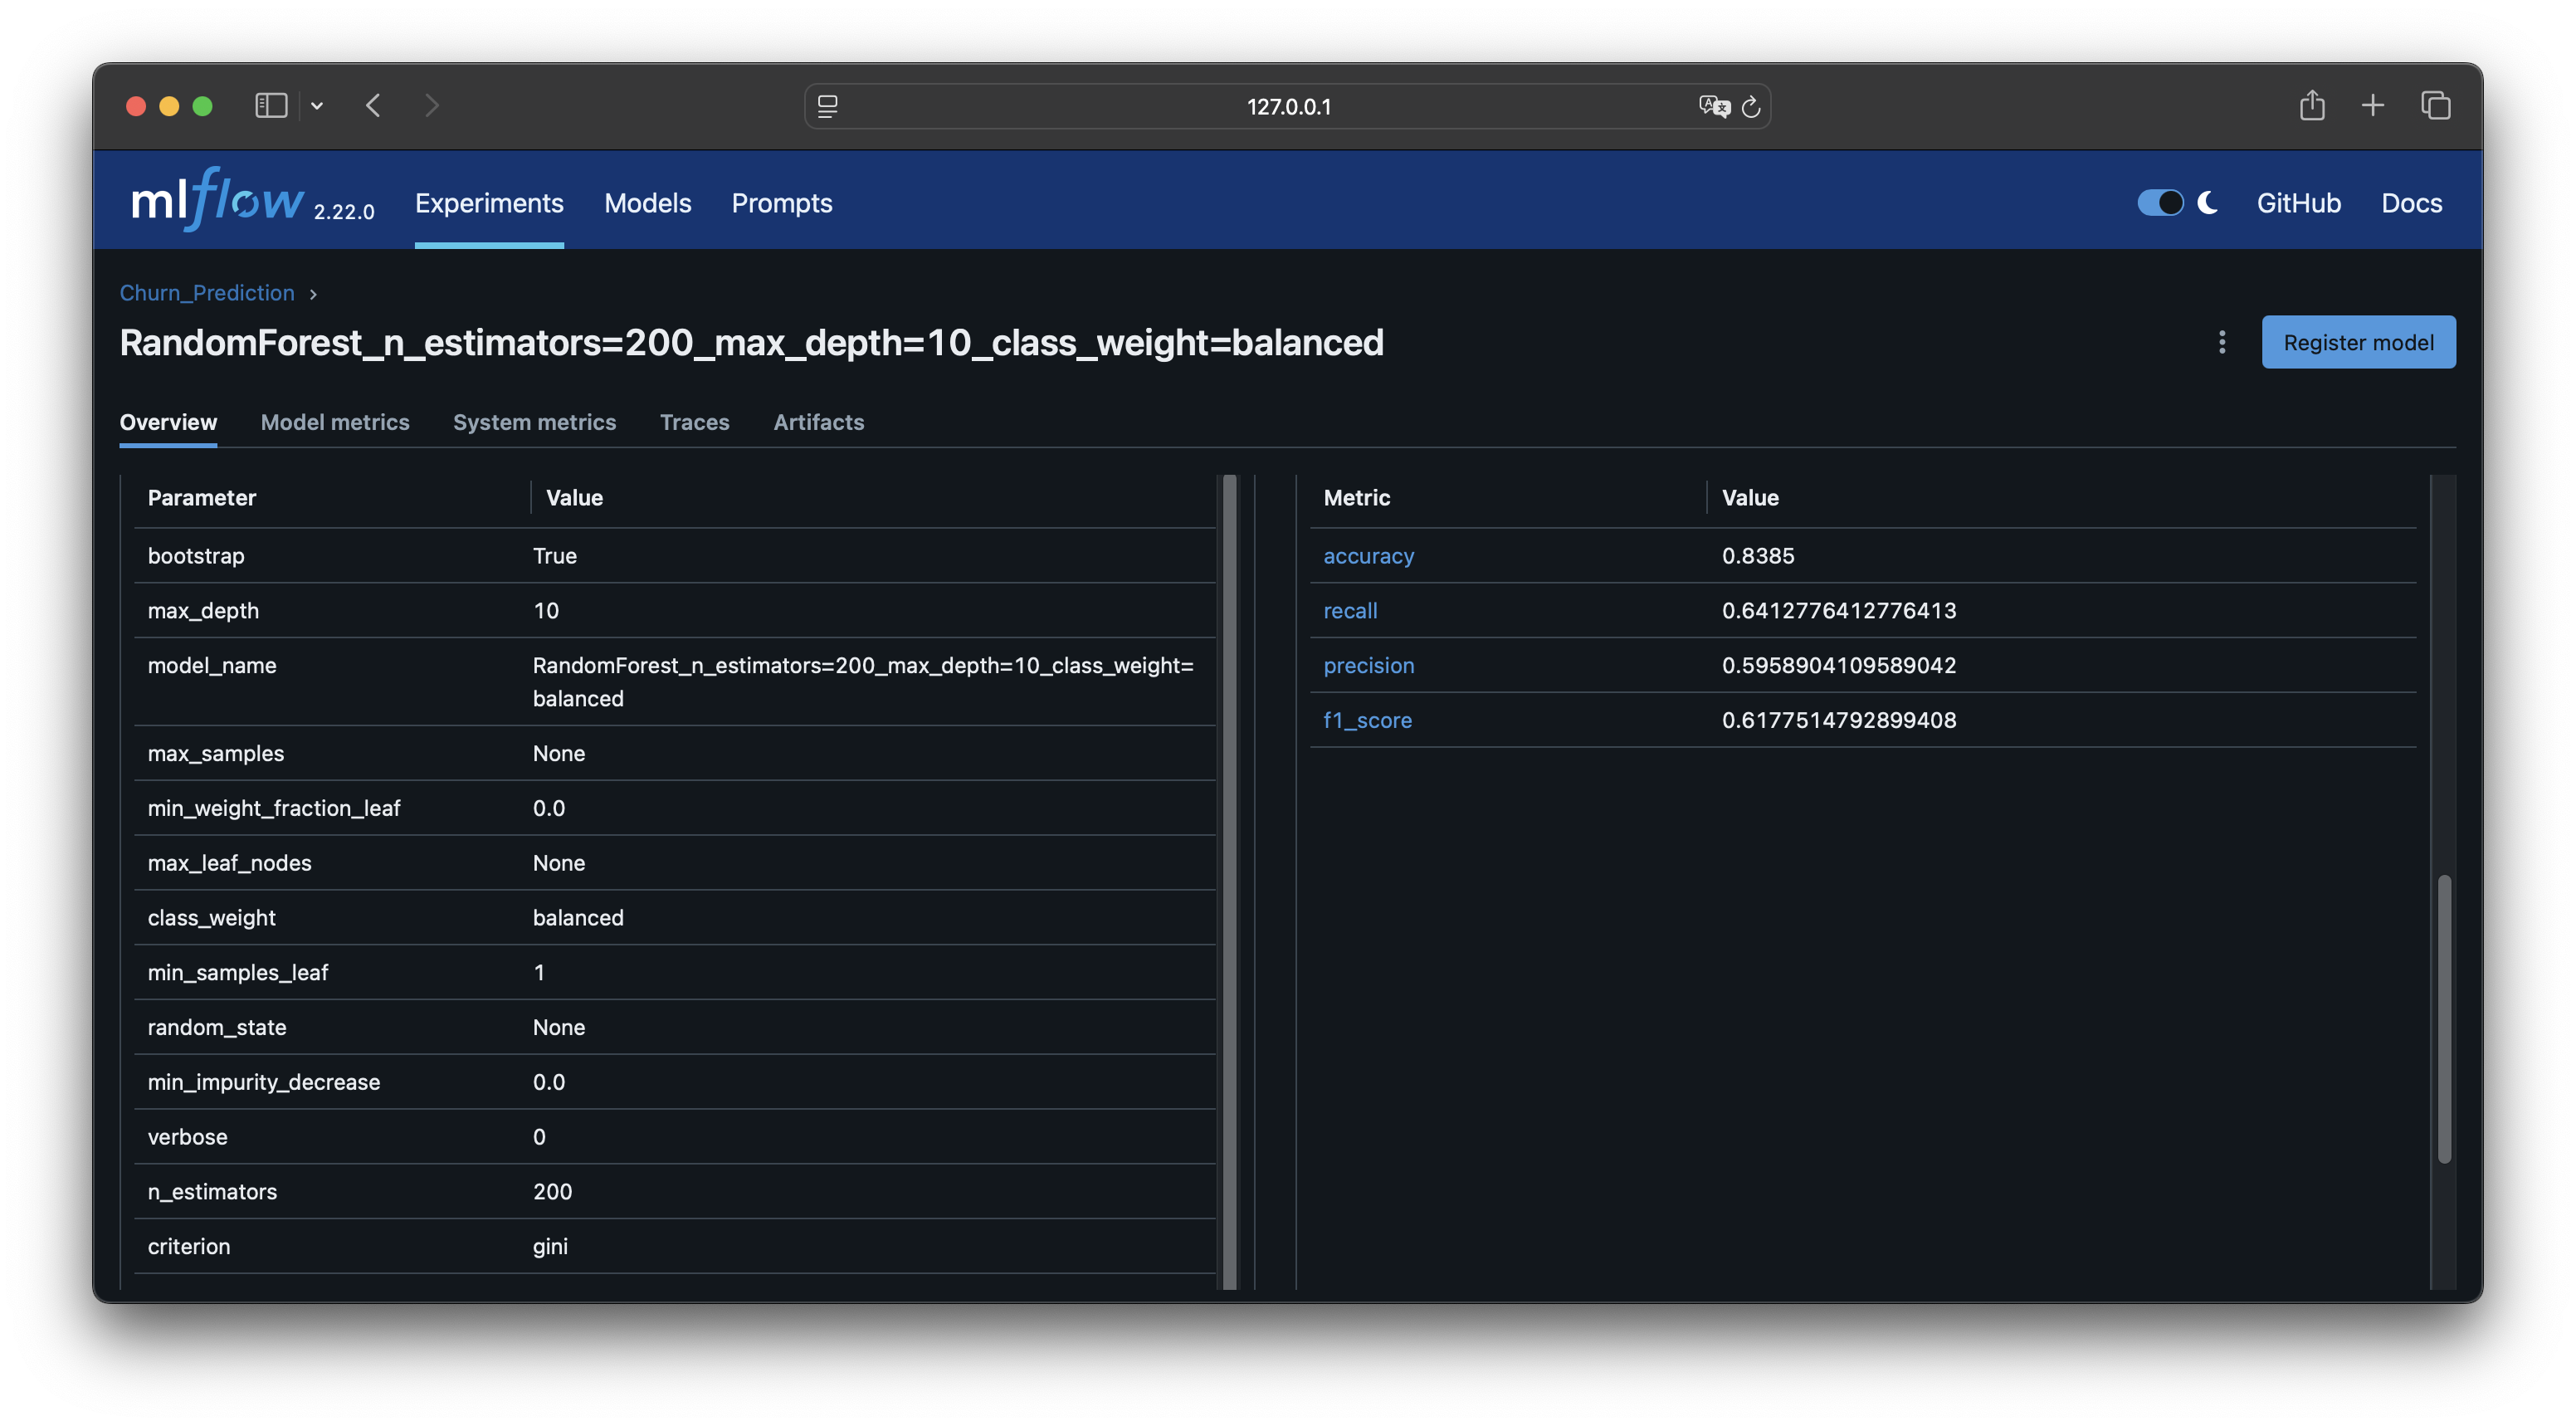 127.0.0.1
mlflow 2.22.0 Experiments Models Prompts GitHub Docs
Churn_Prediction
RandomForest_n_estimators=200_max_depth=10_class_weight=balanced
Register model
Overview Model metrics System metrics Traces Artifacts
Parameter Value
bootstrap True
max_depth 10
model_name RandomForest_n_estimators=200_max_depth=10_class_weight=
balanced
max_samples None
min_weight_fraction_leaf 0.0
max_leaf_nodes None
class_weight balanced
min_samples_leaf 1
random_state None
min_impurity_decrease 0.0
verbose 0
n_estimators 200
criterion gini
Metric Value
accuracy 0.8385
recall 0.6412776412776413
precision 0.5958904109589042
f1_score 0.6177514792899408